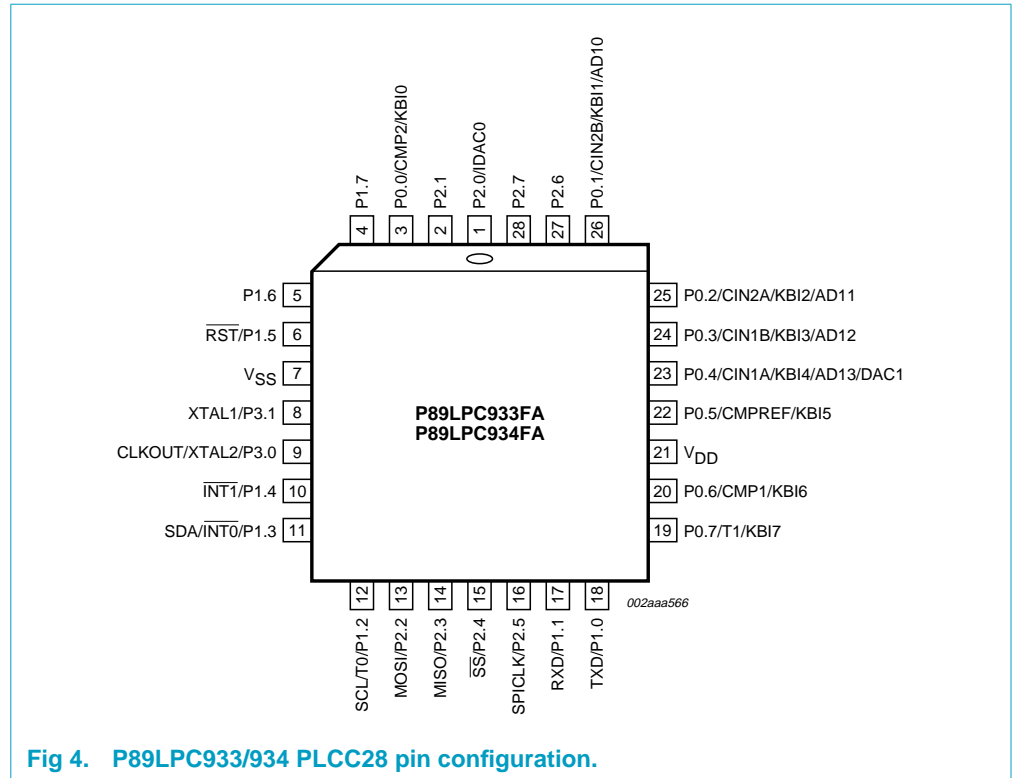 P1.7
P0.0/CMP2/KBI0
P2.1
P2.0/IDAC0
P2.7
P2.6
P0.1/CIN2B/KBI1/AD10
4
3
2
1
28
27
26
P1.6 5
RST/P1.5 6
VSS 7
XTAL1/P3.1 8
CLKOUT/XTAL2/P3.0 9
INT1/P1.4 10
SDA/INT0/P1.3 11
P89LPC933FA
P89LPC934FA
25 P0.2/CIN2A/KBI2/AD11
24 P0.3/CIN1B/KBI3/AD12
23 P0.4/CIN1A/KBI4/AD13/DAC1
22 P0.5/CMPREF/KBI5
21 VDD
20 P0.6/CMP1/KBI6
19 P0.7/T1/KBI7
12
13
14
15
16
17
18
SCL/T0/P1.2
MOSI/P2.2
MISO/P2.3
SS/P2.4
SPICLK/P2.5
RXD/P1.1
TXD/P1.0
002aaa566
Fig 4. P89LPC933/934 PLCC28 pin configuration.